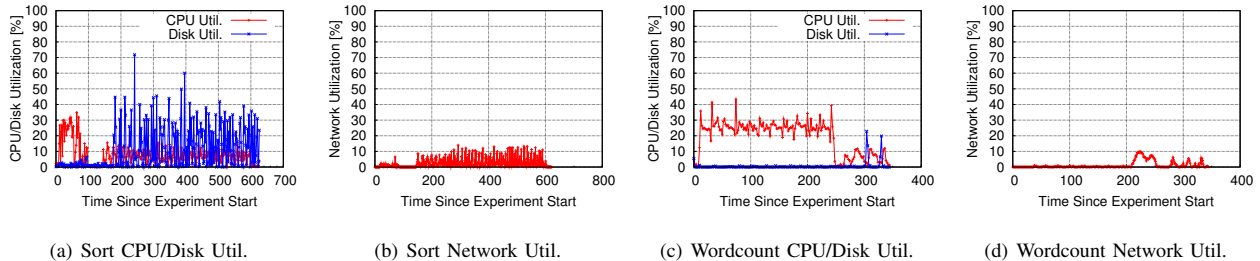 CPU/Disk Utilization [%]
100
90
80
70
60
50
40
30
20
10
0
CPU Util.
Disk Util.
0 100 200 300 400 500 600 700
Time Since Experiment Start
(a) Sort CPU/Disk Util.
Network Utilization [%]
100
90
80
70
60
50
40
30
20
10
0
0 200 400 600 800
Time Since Experiment Start
(b) Sort Network Util.
CPU/Disk Utilization [%]
100
90
80
70
60
50
40
30
20
10
0
CPU Util.
Disk Util.
0 100 200 300 400
Time Since Experiment Start
(c) Wordcount CPU/Disk Util.
Network Utilization [%]
100
90
80
70
60
50
40
30
20
10
0
0 100 200 300 400
Time Since Experiment Start
(d) Wordcount Network Util.